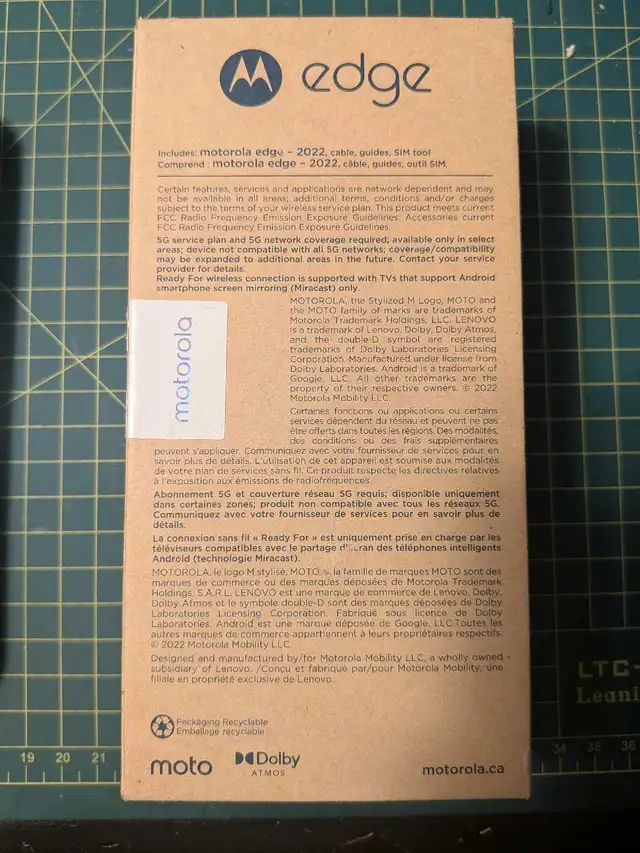 edge
Includes: motorola edge – 2022, cable, guides, SIM tool
Comprend : motorola edge – 2022, câble, guides, outil SIM.
Certain features, services and applications are network dependent and may
not be available in all areas; additional terms, conditions and/or charges
subject to the terms of your wireless service plan. This product meets current
FCC Radio Frequency Emission Exposure Guidelines. Accessories current
FCC Radio Frequency Emission Exposure Guidelines.
5G service plan and 5G network coverage required; available only in select
areas; device not compatible with all 5G networks; coverage/compatibility
may be expanded to additional areas in the future. Contact your service
provider for details.
Ready For wireless connection is supported with TVs that support Android
smartphone screen mirroring (Miracast) only.
motorola
MOTOROLA, the Stylized M Logo, MOTO and
the MOTO family of marks are trademarks of
Motorola Trademark Holdings, LLC. LENOVO
is a trademark of Lenovo. Dolby, Dolby Atmos,
and the double-D symbol are registered
trademarks of Dolby Laboratories Licensing
Corporation. Manufactured under license from
Dolby Laboratories. Android is a trademark of
Google, LLC. All other trademarks are the
property of their respective owners. © 2022
Motorola Mobility LLC.
Certaines fonctions ou applications ou certains
services dépendent du réseau et peuvent ne pas
être offerts dans toutes les régions. Des modalités,
des conditions ou des frais supplémentaires
peuvent s'appliquer. Communiquez avec votre fournisseur de services pour en
savoir plus de détails. L'utilisation de cet appareil est soumise aux modalités
de votre plan de services sans fil. Ce produit respecte les directives relatives
à l'exposition aux émissions de radiofréquences.
Abonnement 5G et couverture réseau 5G requis; disponible uniquement
dans certaines zones; produit non compatible avec tous les réseaux 5G.
Communiquez avec votre fournisseur de services pour en savoir plus de
détails.
La connexion sans fil « Ready For » est uniquement prise en charge par les
téléviseurs compatibles avec le partage d'écran des téléphones intelligents
Android (technologie Miracast).
MOTOROLA, le logo M stylisé, MOTO, la famille de marques MOTO sont des
marques de commerce ou des marques déposées de Motorola Trademark
Holdings, S.A.R.L. LENOVO est une marque de commerce de Lenovo. Dolby,
Dolby Atmos et le symbole double-D sont des marques déposées de Dolby
Laboratories Licensing Corporation. Fabriqué sous licence de Dolby
Laboratories. Android est une marque déposée de Google, LLC.Toutes les
autres marques de commerce appartiennent à leurs propriétaires respectifs.
© 2022 Motorola Mobility LLC.
Designed and manufactured by/for Motorola Mobility LLC, a wholly owned
subsidiary of Lenovo. /Conçu et fabriqué par/pour Motorola Mobility, une
filiale en propriété exclusive de Lenovo.
Packaging Recyclable
Emballage recyclable
moto
Dolby
ATMOS
motorola.ca
LTC-
Leani
19 20 21
34 35 36